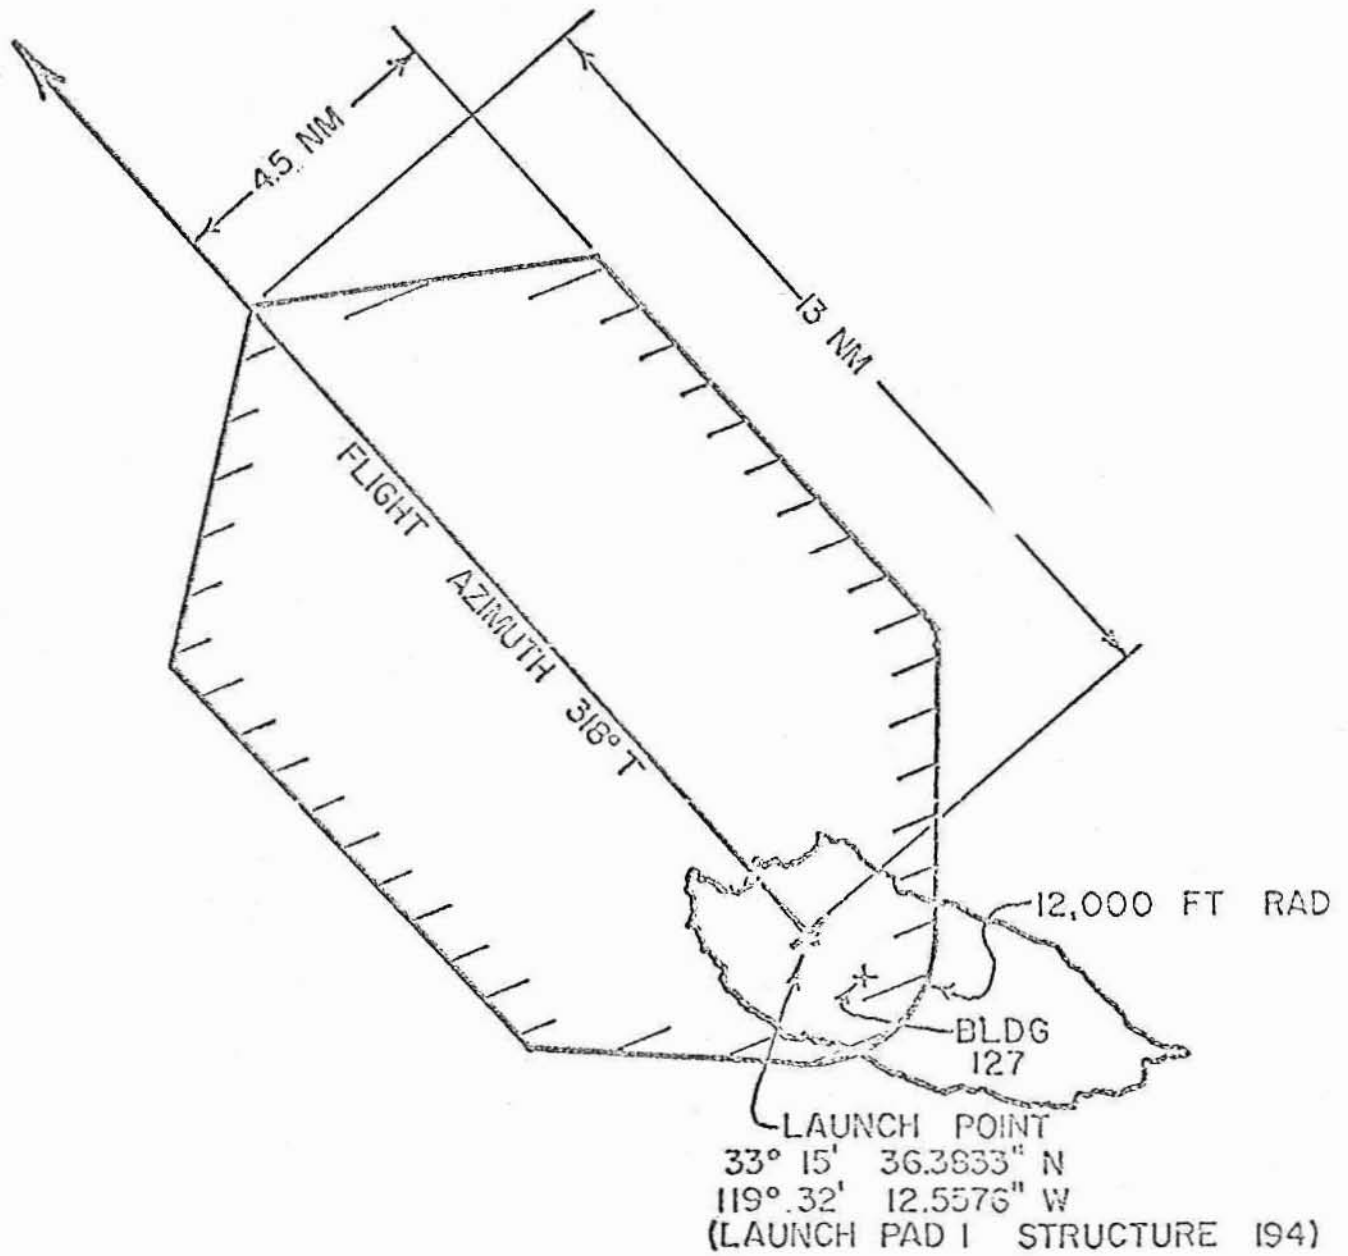 4.5 NM
13 NM
FLIGHT AZIMUTH 318° T
12,000 FT RAD
BLDG
127
LAUNCH POINT
33° 15' 36.3833" N
119° 32' 12.5576" W
(LAUNCH PAD 1 STRUCTURE 194)